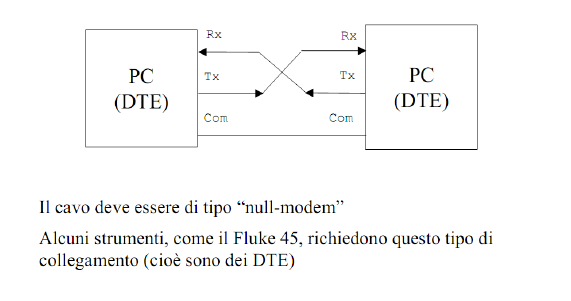 Rx
Rx
PC
(DTE)
Tx
Tx
PC
(DTE)
Com
Com
Il cavo deve essere di tipo “null-modem”
Alcuni strumenti, come il Fluke 45, richiedono questo tipo di
collegamento (cioè sono dei DTE)